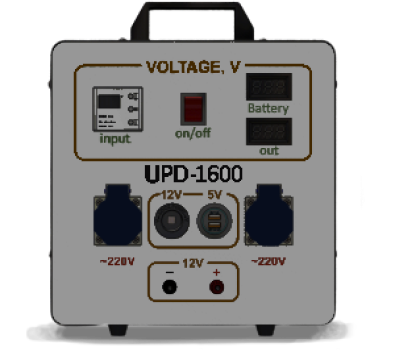 VOLTAGE, V
Battery
on/off
input
out
UPD-1600
12V 5V
~220V
12V
~220V
- +